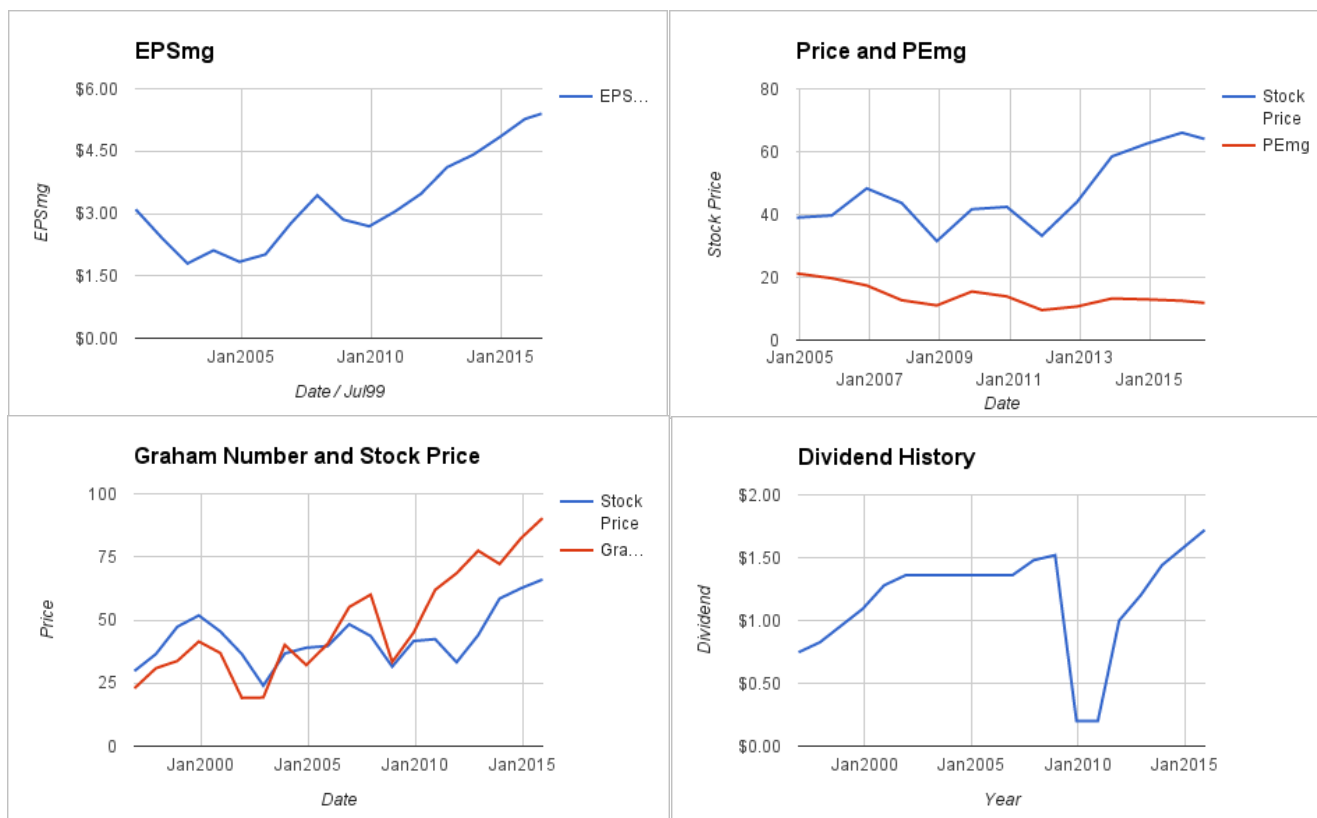 EPSmg
$6.00
$4.50
$3.00
$1.50
$0.00
EPSmg
Jan2005
Jan2010
Jan2015
Date / Jul99
EPS...
Price and PEmg
80
60
40
20
0
Stock Price
Jan2005
Jan2009
Jan2013
Jan2007
Jan2011
Jan2015
Date
Stock
Price
PEmg
Graham Number and Stock Price
100
75
50
25
0
Price
Jan2000
Jan2005
Jan2010
Jan2015
Date
Stock
Price
Gra...
Dividend History
$2.00
$1.50
$1.00
$0.50
$0.00
Dividend
Jan2000
Jan2005
Jan2010
Jan2015
Year